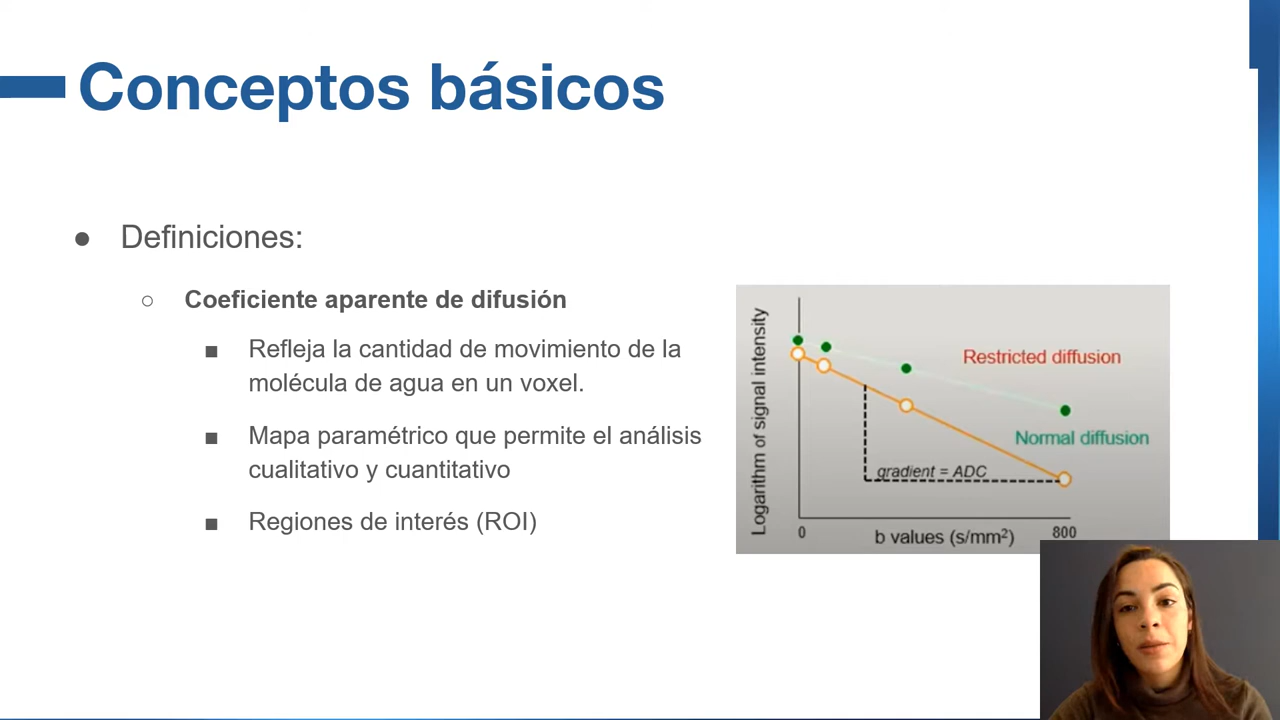 Conceptos básicos
● Definiciones:
○ Coeficiente aparente de difusión
■ Refleja la cantidad de movimiento de la
molécula de agua en un voxel.
■ Mapa paramétrico que permite el análisis
cualitativo y cuantitativo
■ Regiones de interés (ROI)
Logarithm of signal intensity
Restricted diffusion
Normal diffusion
gradient = ADC
0
b values (s/mm²)
800